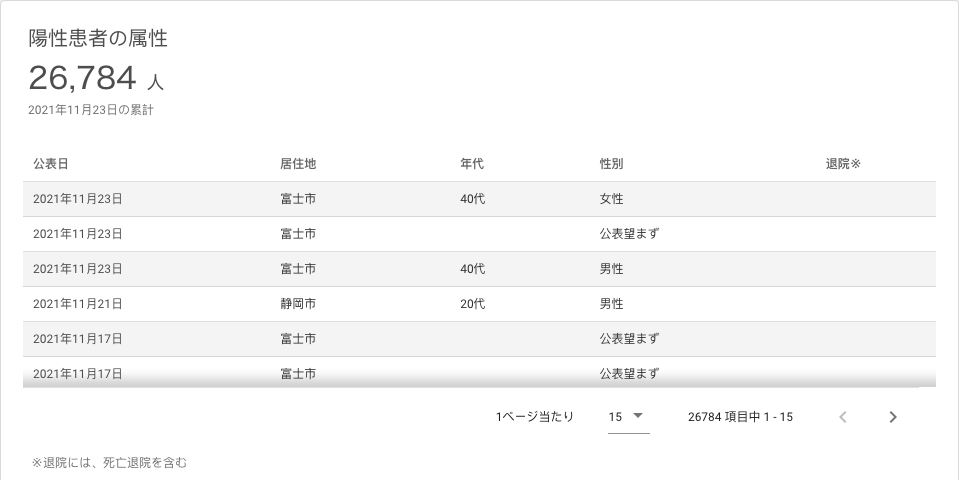 陽性患者の属性
26,784 人
2021年11月23日の累計
公表日 居住地 年代 性別 退院※
2021年11月23日 富士市 40代 女性
2021年11月23日 富士市 公表望まず
2021年11月23日 富士市 40代 男性
2021年11月21日 静岡市 20代 男性
2021年11月17日 富士市 公表望まず
2021年11月17日 富士市 公表望まず
1ページ当たり 15 26784 項目中 1 - 15
※退院には、死亡退院を含む